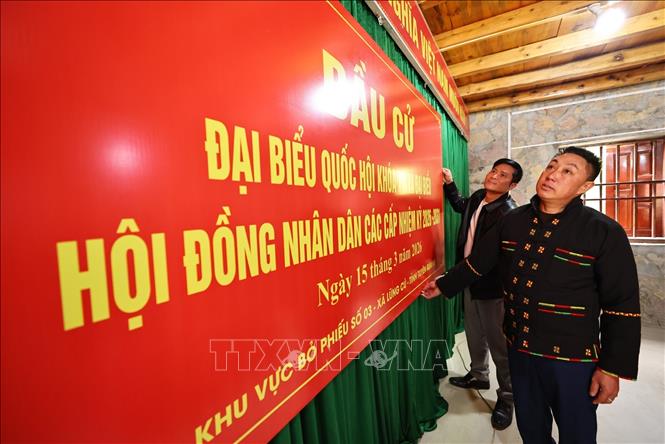 NGHĨA VIỆT NAM
BẦU CỬ
ĐẠI BIỂU QUỐC HỘI KHÓA ĐẠI BIỂU
HỘI ĐỒNG NHÂN DÂN CÁC CẤP NHIỆM KỲ 2026-2031
Ngày 15 tháng 3 năm 2026
KHU VỰC BỎ PHIẾU SỐ 03 - XÃ LŨNG CÚ - TỈNH TUYÊN
TTXVN - VNA